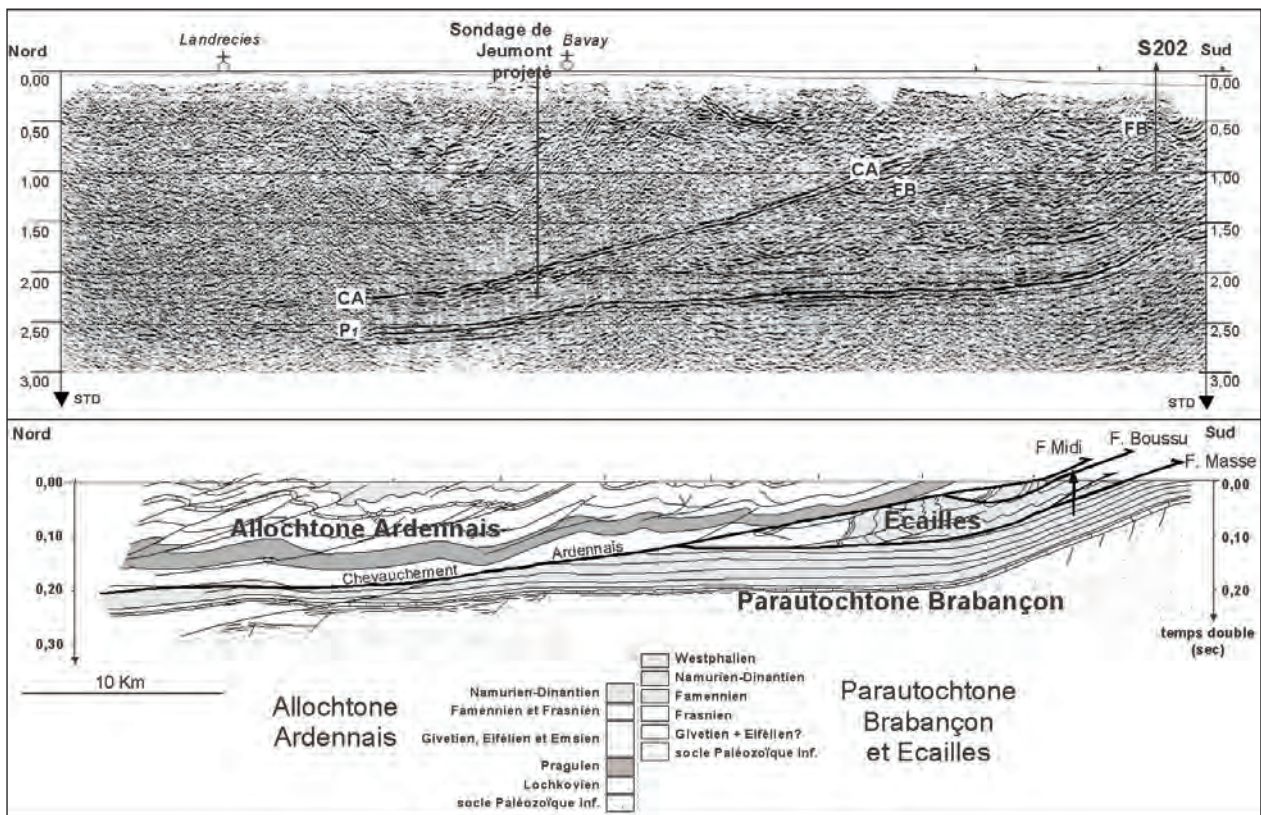 Nord
Landrecies
Sondage de
Jeumont
projeté
Bavay
S202
Sud
0,00
0,50
1,00
1,50
2,00
2,50
3,00
0,00
0,50
1,00
1,50
2,00
2,50
3,00
FB
CA
FB
CA
P1
STD
STD
Nord
F Midi
F. Boussu
Sud
F. Masse
0,00
0,10
0,20
0,30
0,00
0,10
0,20
Allochtone Ardennais
Ecailles
Ardennais
Chevauchement
Parautochtone Brabançon
temps double
(sec)
10 Km
Allochtone
Ardennais
Namurien-Dinantien
Famennien et Frasnien
Givetien, Eifélien et Emsien
Praguien
Lochkovien
socle Paléozoïque Inf.
Westphalien
Namurien-Dinantien
Famennien
Frasnien
Givetien + Eifélien?
socle Paléozoïque Inf.
Parautochtone
Brabançon
et Ecailles